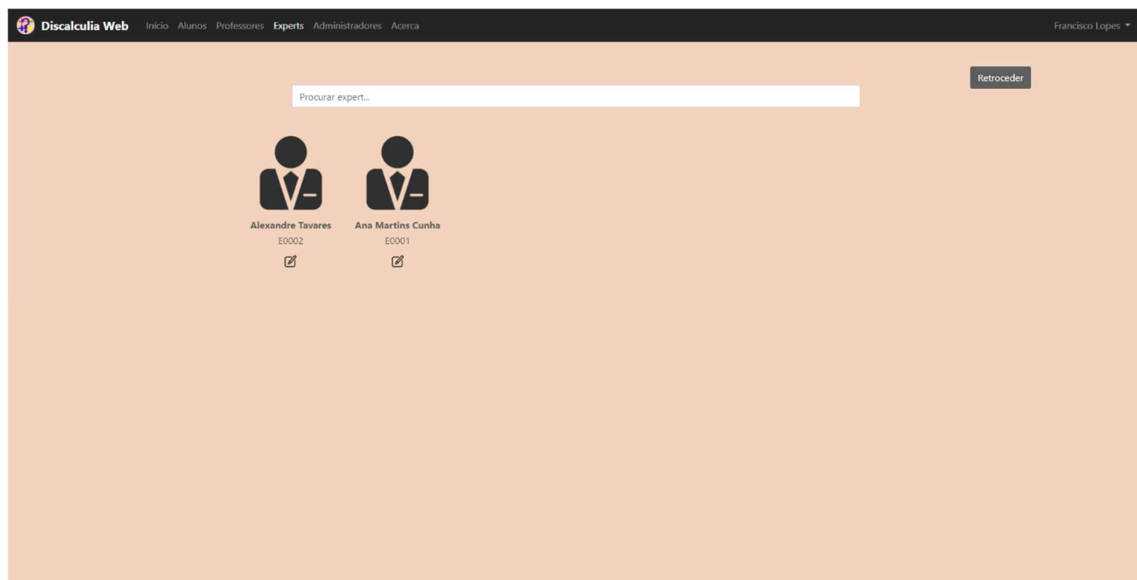 Discalculia Web Início Alunos Professores Experts Administradores Acerca Francisco Lopes
Retroceder
Procurar expert...
Alexandre Tavares Ana Martins Cunha
E0002 E0001